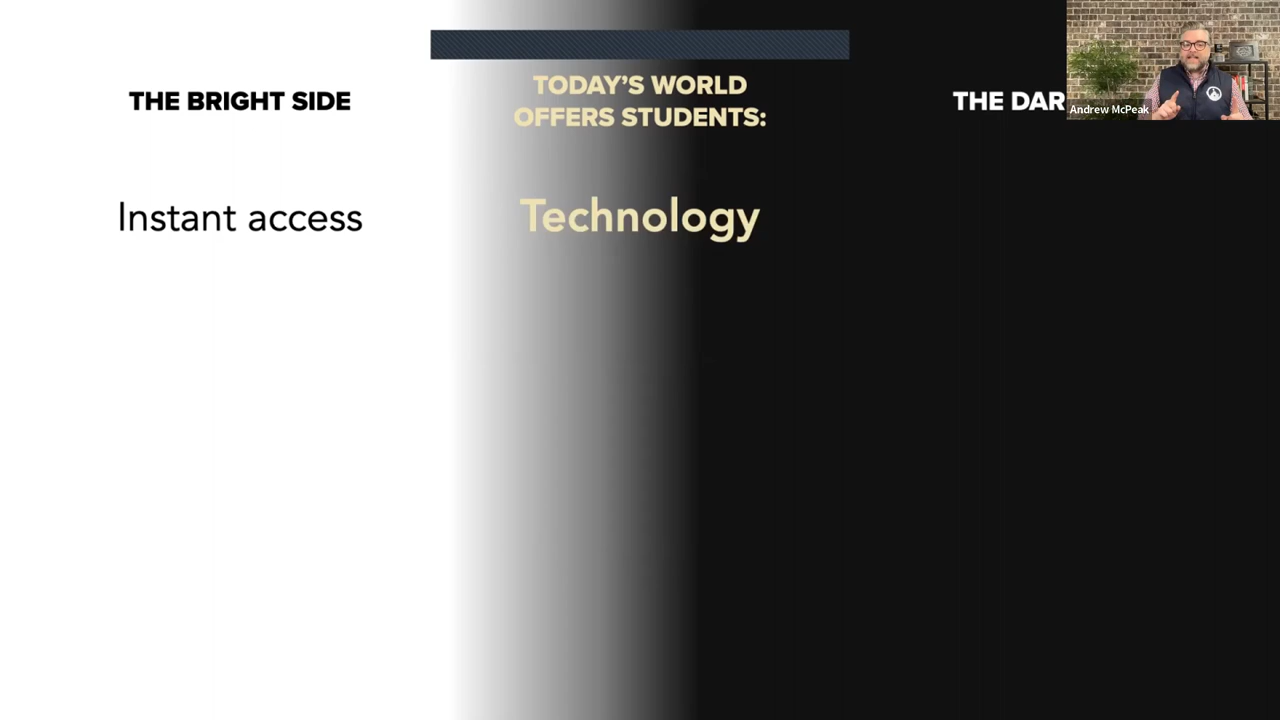 THE BRIGHT SIDE
TODAY'S WORLD
OFFERS STUDENTS:
THE DAR
Andrew McPeak
Instant access
Technology